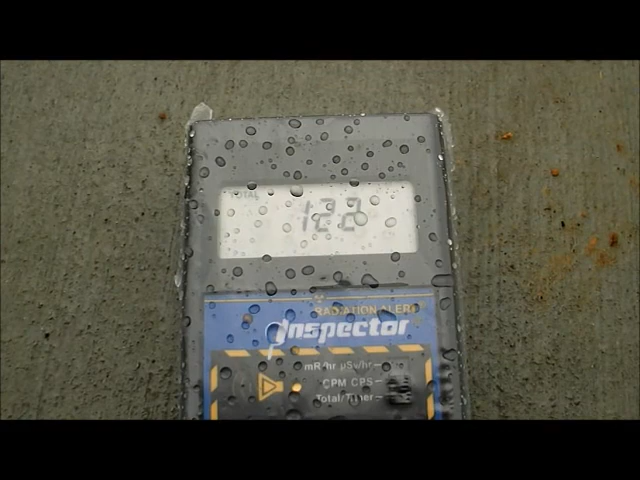 TOTAL
122
RADIATION ALERT
Inspector
mR/hr µSv/hr
CPM CPS
Total/Timer